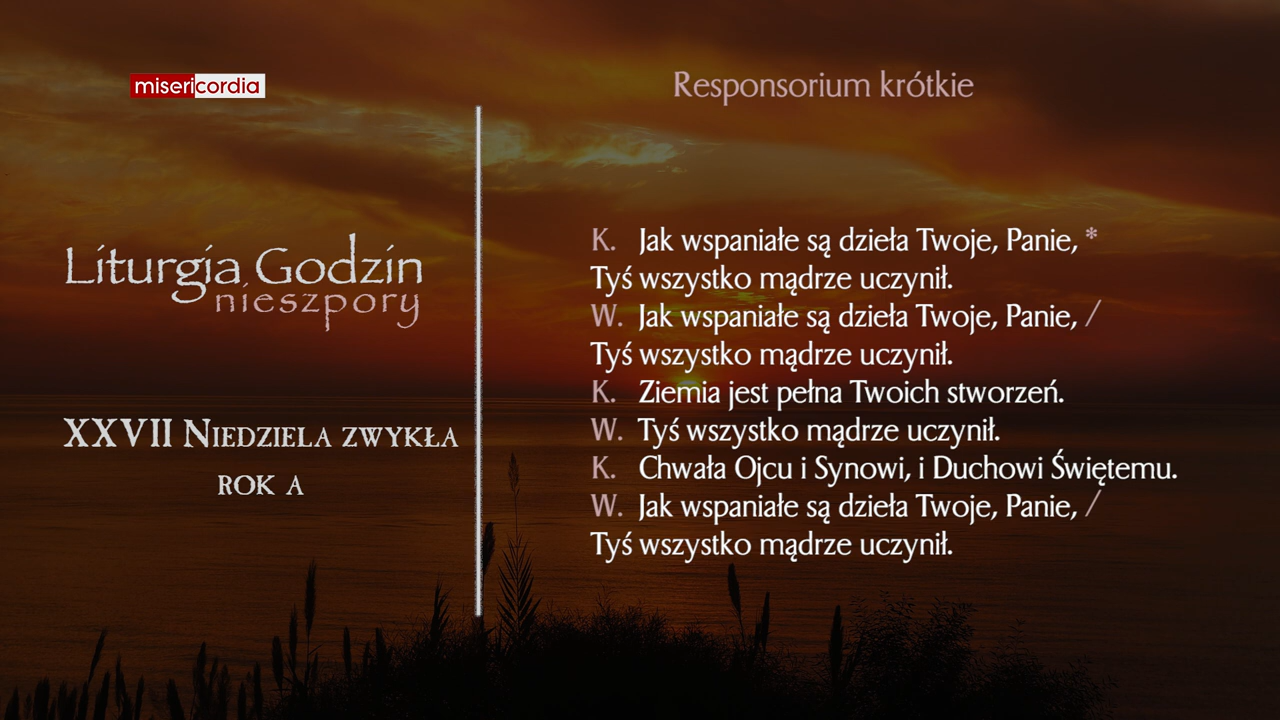 misericordia
Responsorium krótkie
Liturgia Godzin
nieszpory
XXVII Niedziela zwykła
rok A
K. Jak wspaniałe są dzieła Twoje, Panie, *
Tyś wszystko mądrze uczynił.
W. Jak wspaniałe są dzieła Twoje, Panie, /
Tyś wszystko mądrze uczynił.
K. Ziemia jest pełna Twoich stworzeń.
W. Tyś wszystko mądrze uczynił.
K. Chwała Ojcu i Synowi, i Duchowi Świętemu.
W. Jak wspaniałe są dzieła Twoje, Panie, /
Tyś wszystko mądrze uczynił.